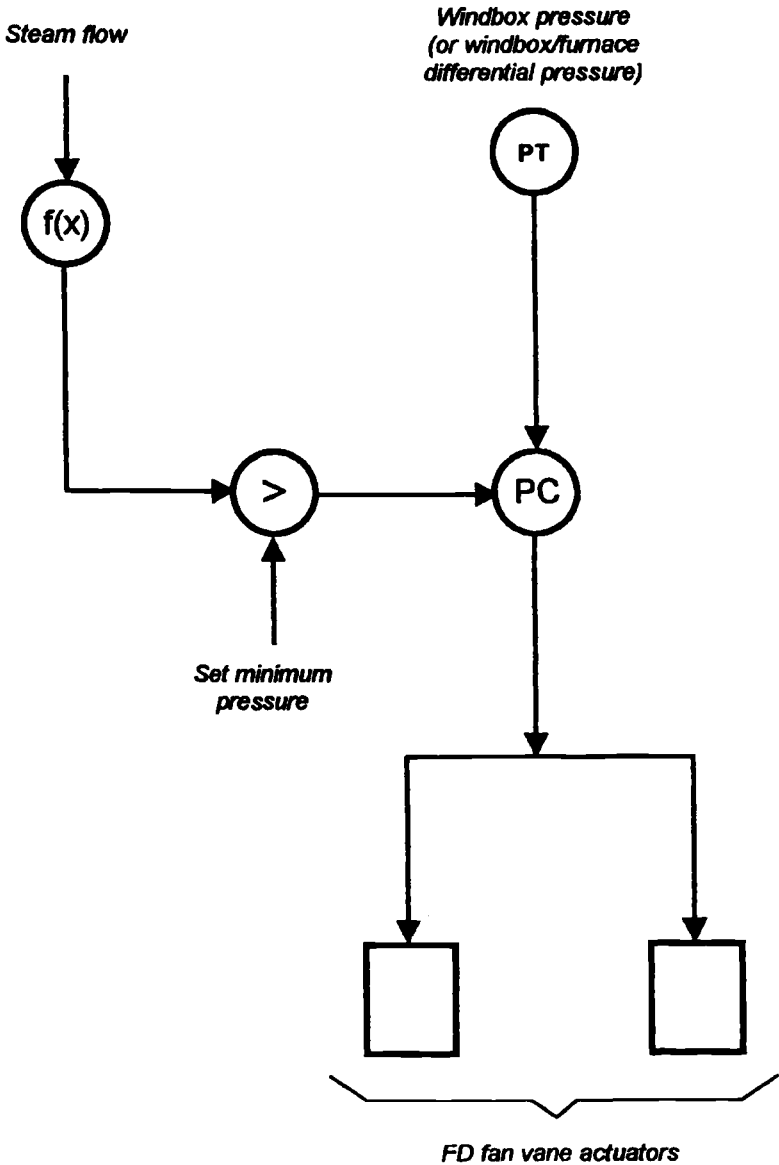 Steam flow
Windbox pressure
(or windbox/furnace
differential pressure)
PT
f(x)
>
PC
Set minimum
pressure
FD fan vane actuators